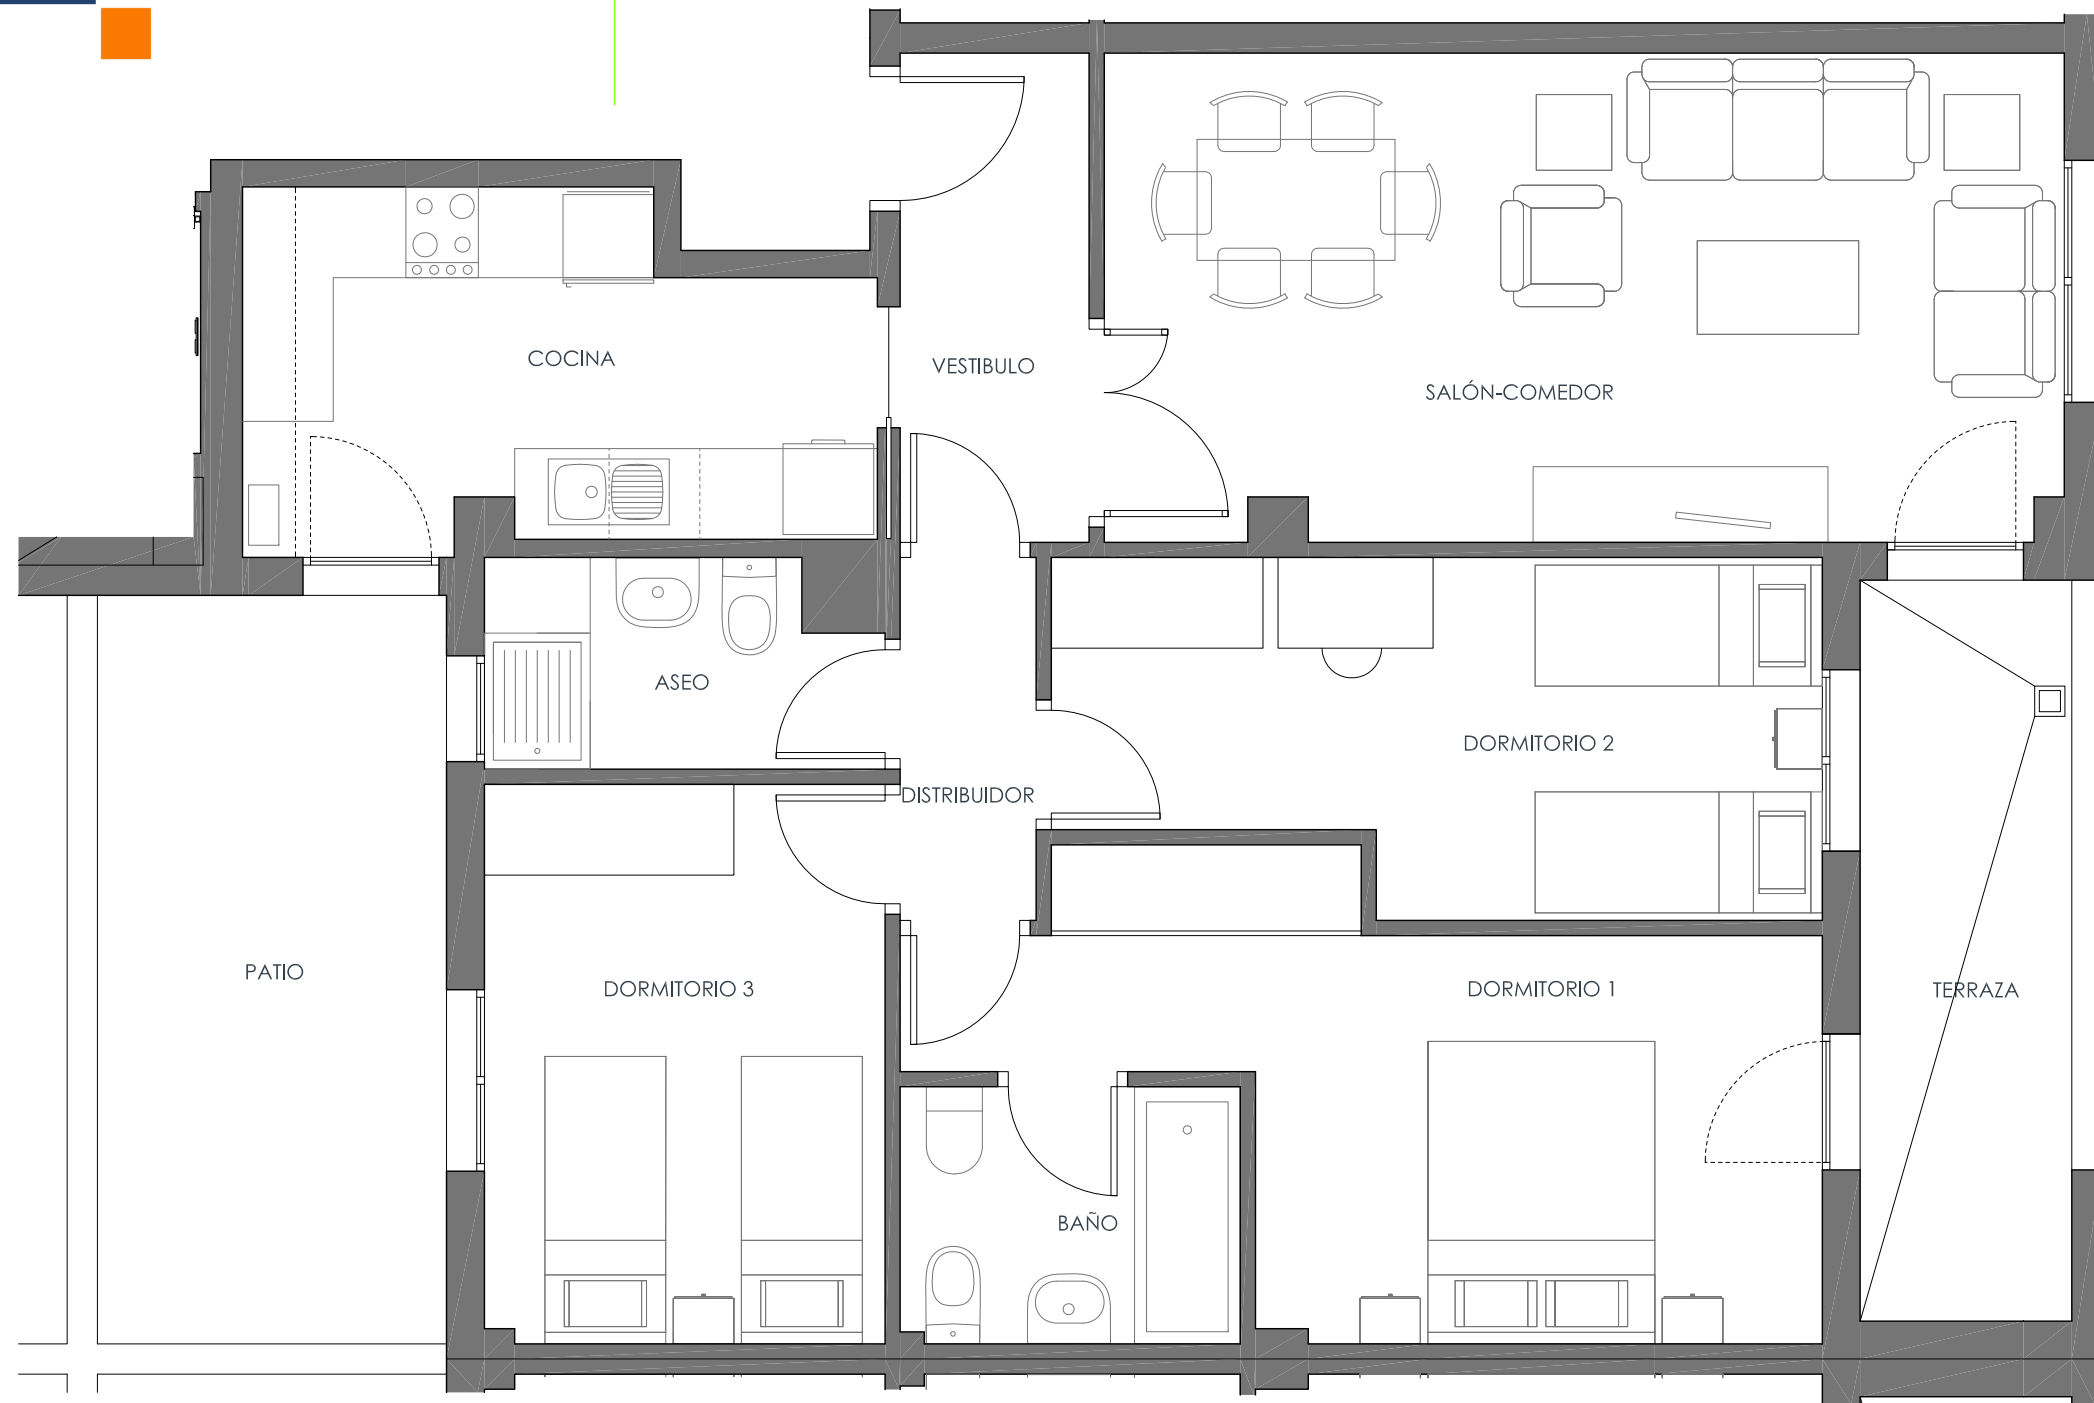 COCINA
VESTIBULO
SALÓN-COMEDOR
ASEO
DORMITORIO 2
DISTRIBUIDOR
PATIO
DORMITORIO 3
DORMITORIO 1
TERRAZA
BAÑO